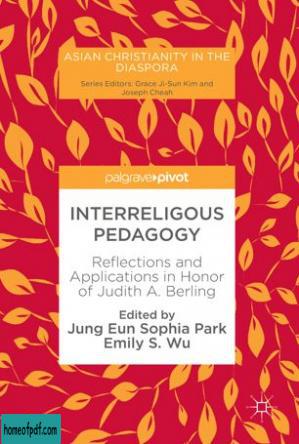 ASIAN CHRISTIANITY IN THE
DIASPORA
Series Editors: Grace Ji-Sun Kim and
Joseph Cheah
palgrave pivot
INTERRELIGOUS
PEDAGOGY
Reflections and
Applications in Honor
of Judith A. Berling
Edited by
Jung Eun Sophia Park
Emily S. Wu
homeofpdf.com